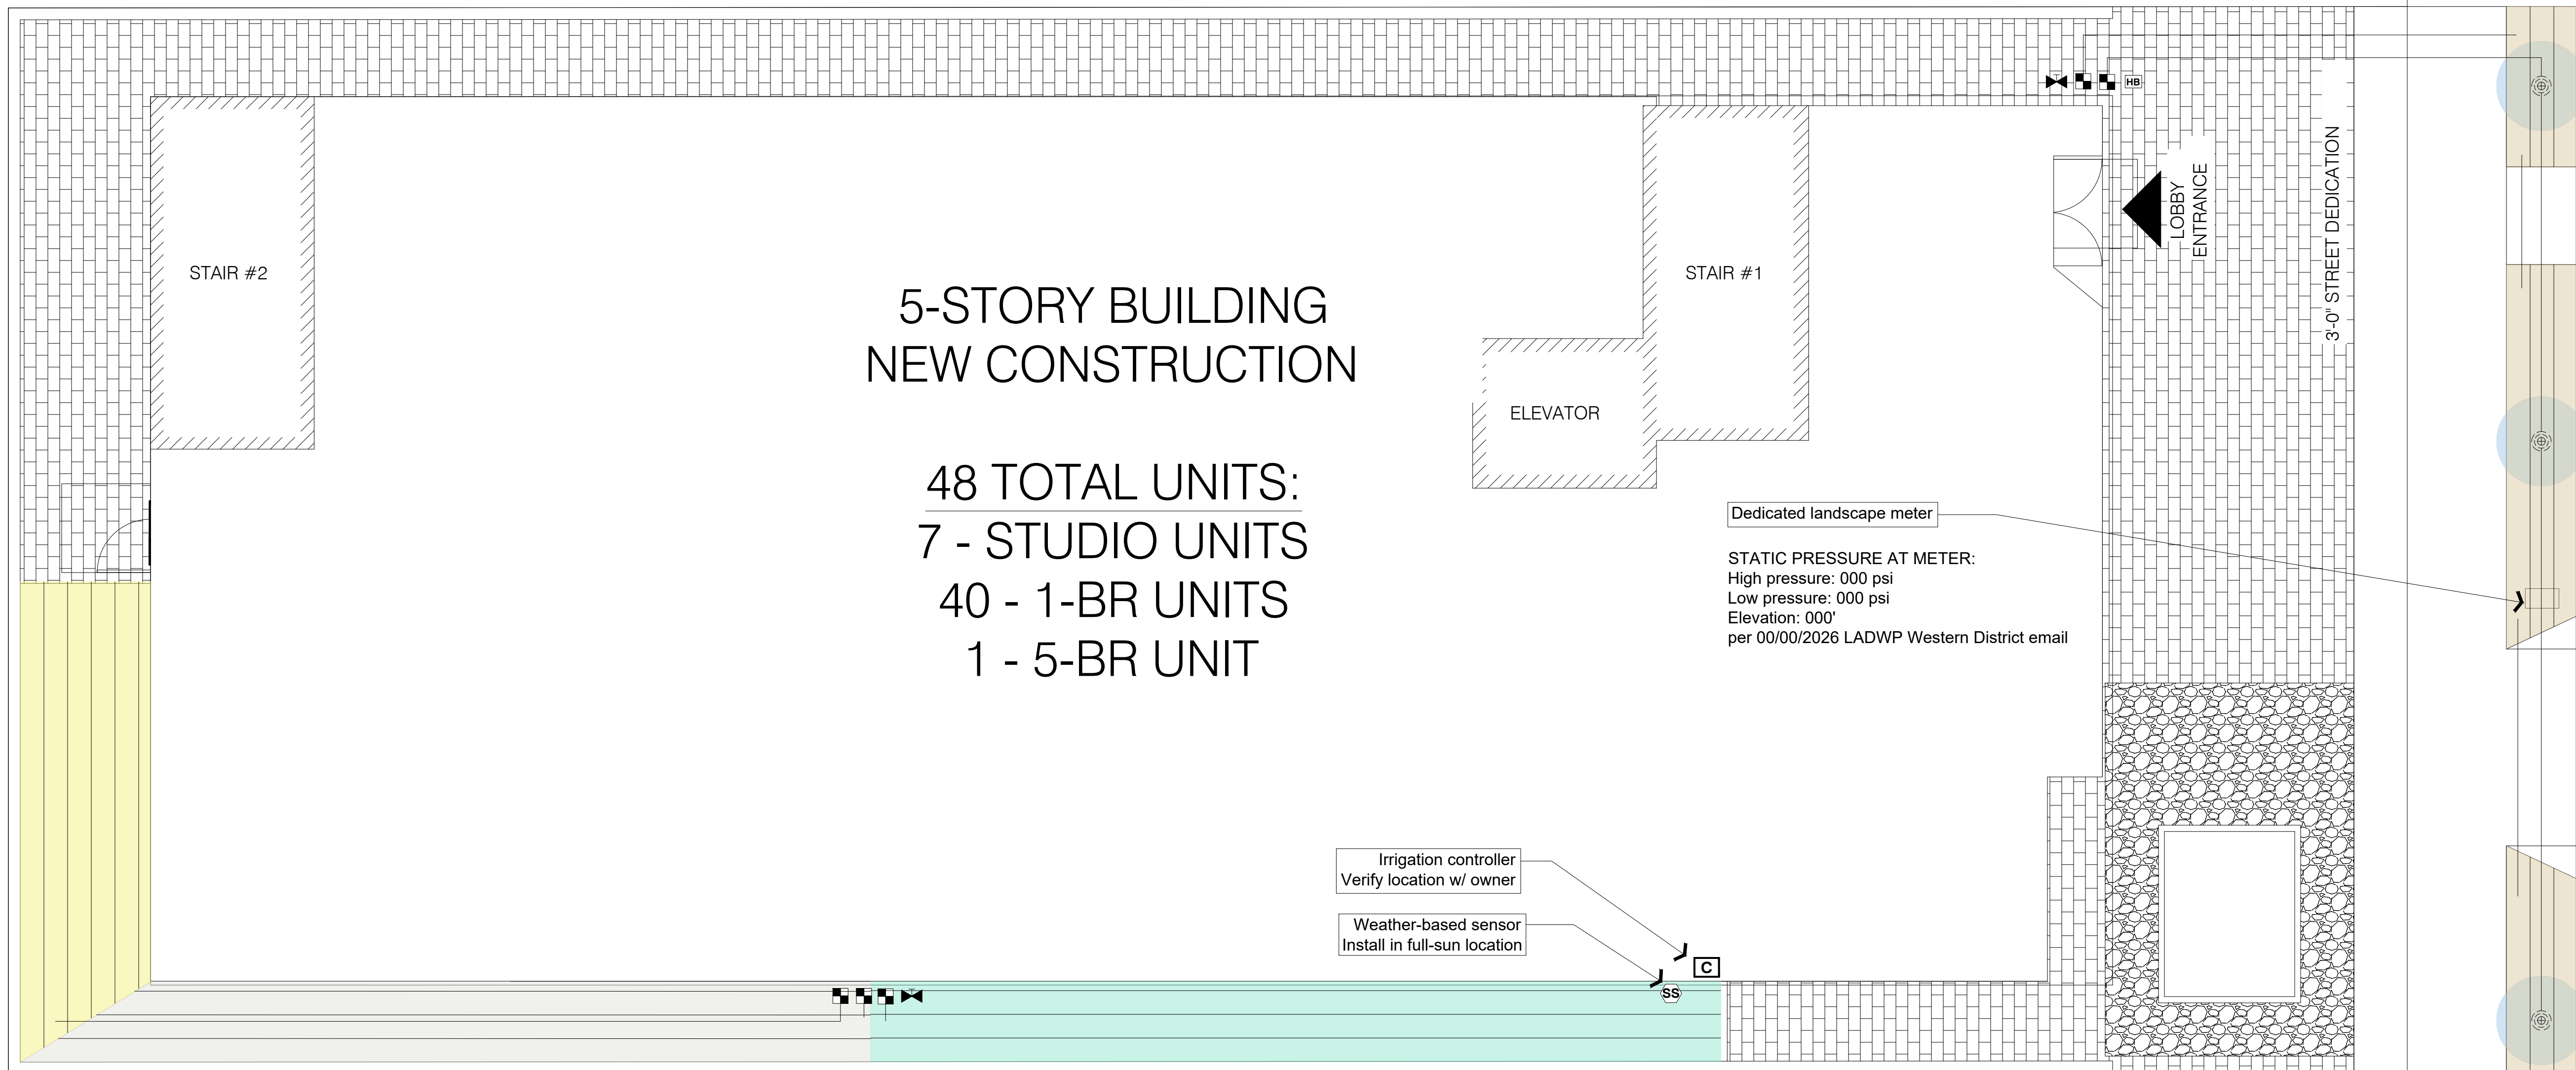 HB
LOBBY
ENTRANCE
3'-0" STREET DEDICATION
STAIR #2
STAIR #1
5-STORY BUILDING
NEW CONSTRUCTION
ELEVATOR
48 TOTAL UNITS:
7 - STUDIO UNITS
40 - 1-BR UNITS
1 - 5-BR UNIT
Dedicated landscape meter
STATIC PRESSURE AT METER:
High pressure: 000 psi
Low pressure: 000 psi
Elevation: 000'
per 00/00/2026 LADWP Western District email
Irrigation controller
Verify location w/ owner
Weather-based sensor
Install in full-sun location
C
SS